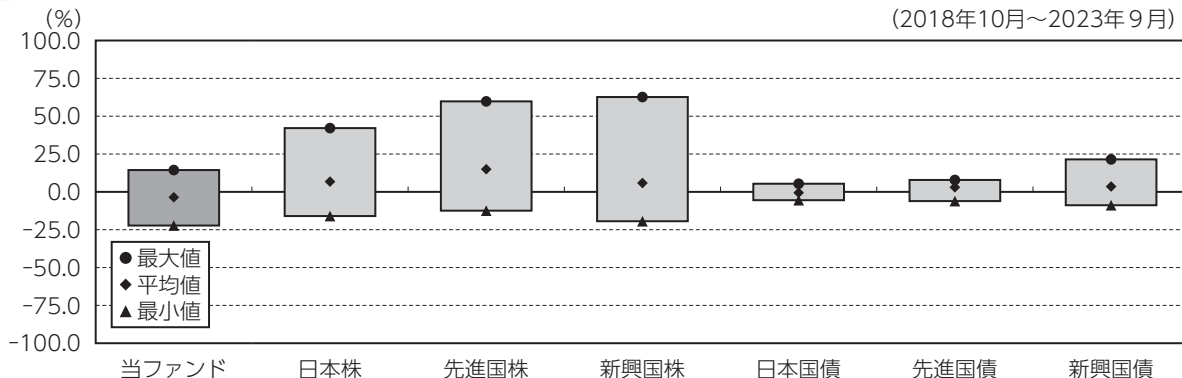 (%)
(2018年10月～2023年９月)
100.0
75.0
50.0
25.0
0.0
-25.0
-50.0
-75.0
-100.0
●最大値
◆平均値
▲最小値
当ファンド 日本株 先進国株 新興国株 日本国債 先進国債 新興国債